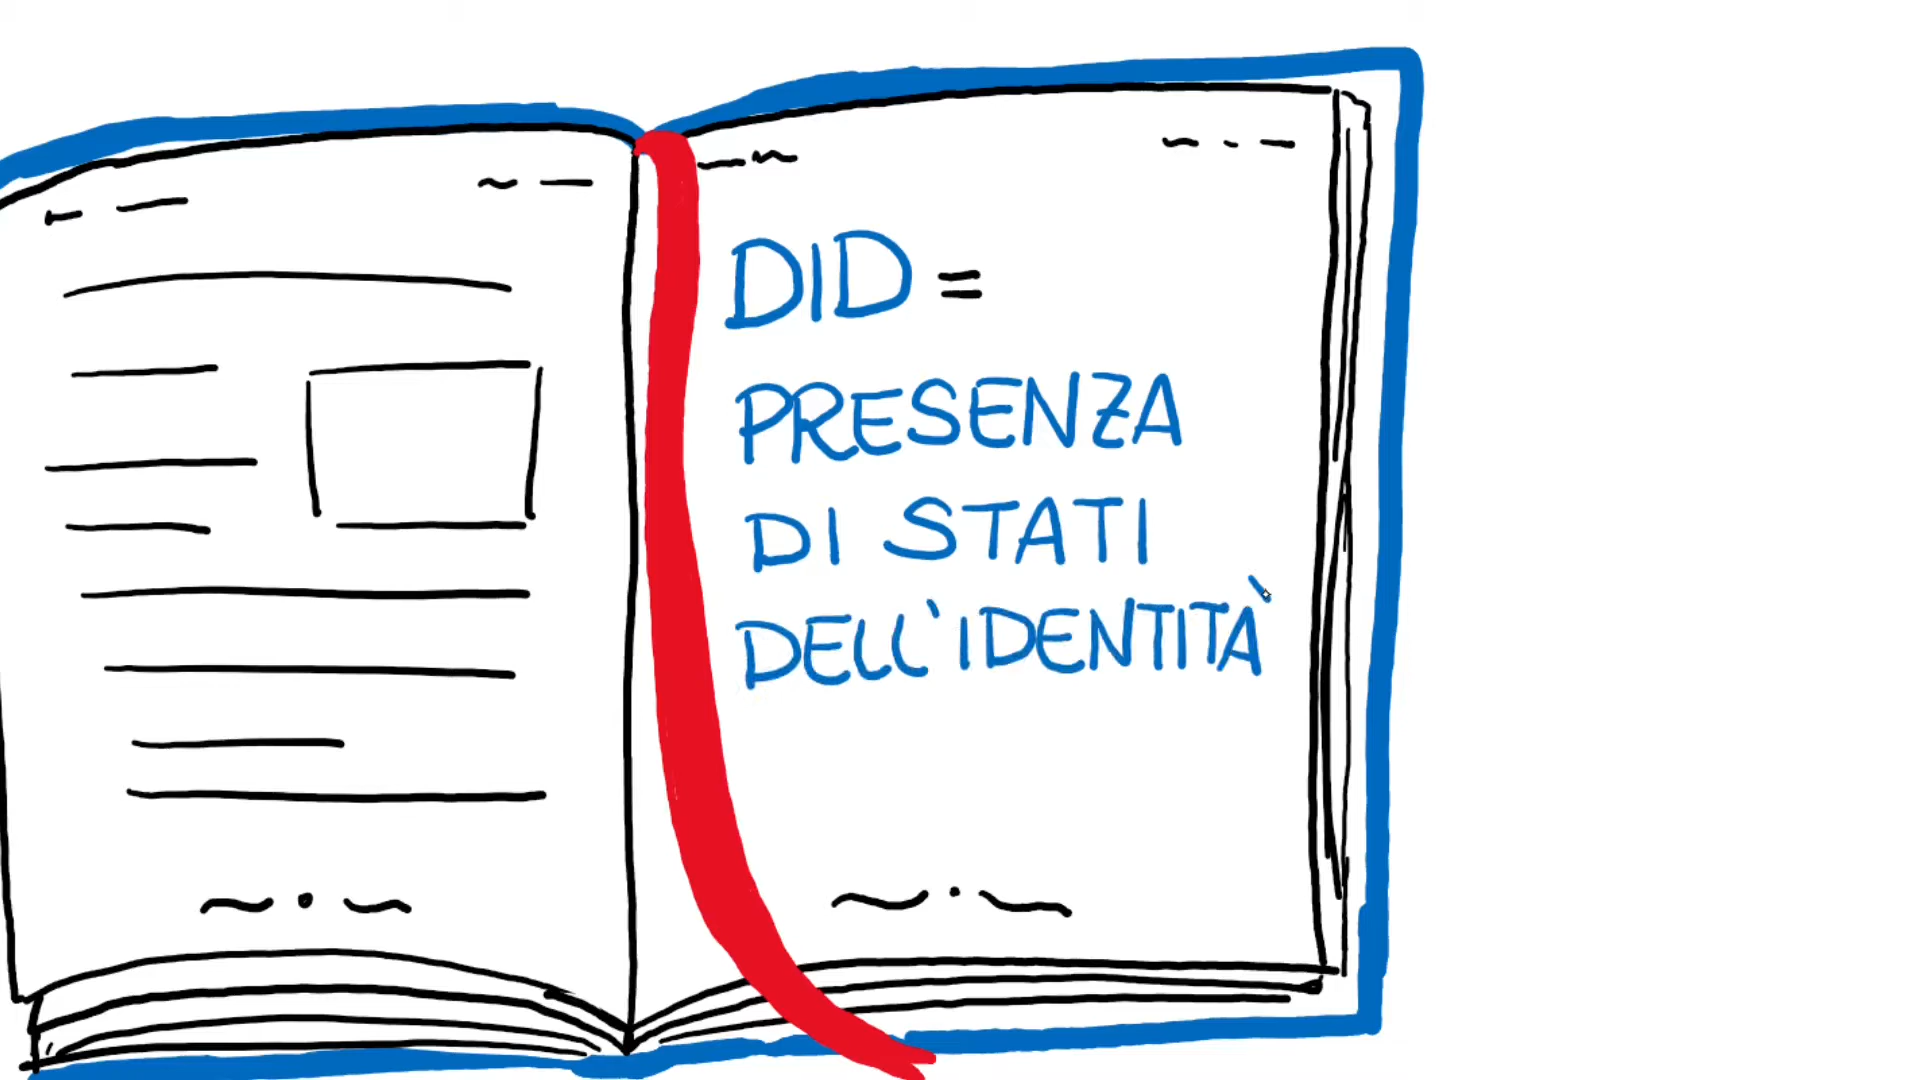 DID =
PRESENZA
DI STATI
DELL'IDENTITÀ